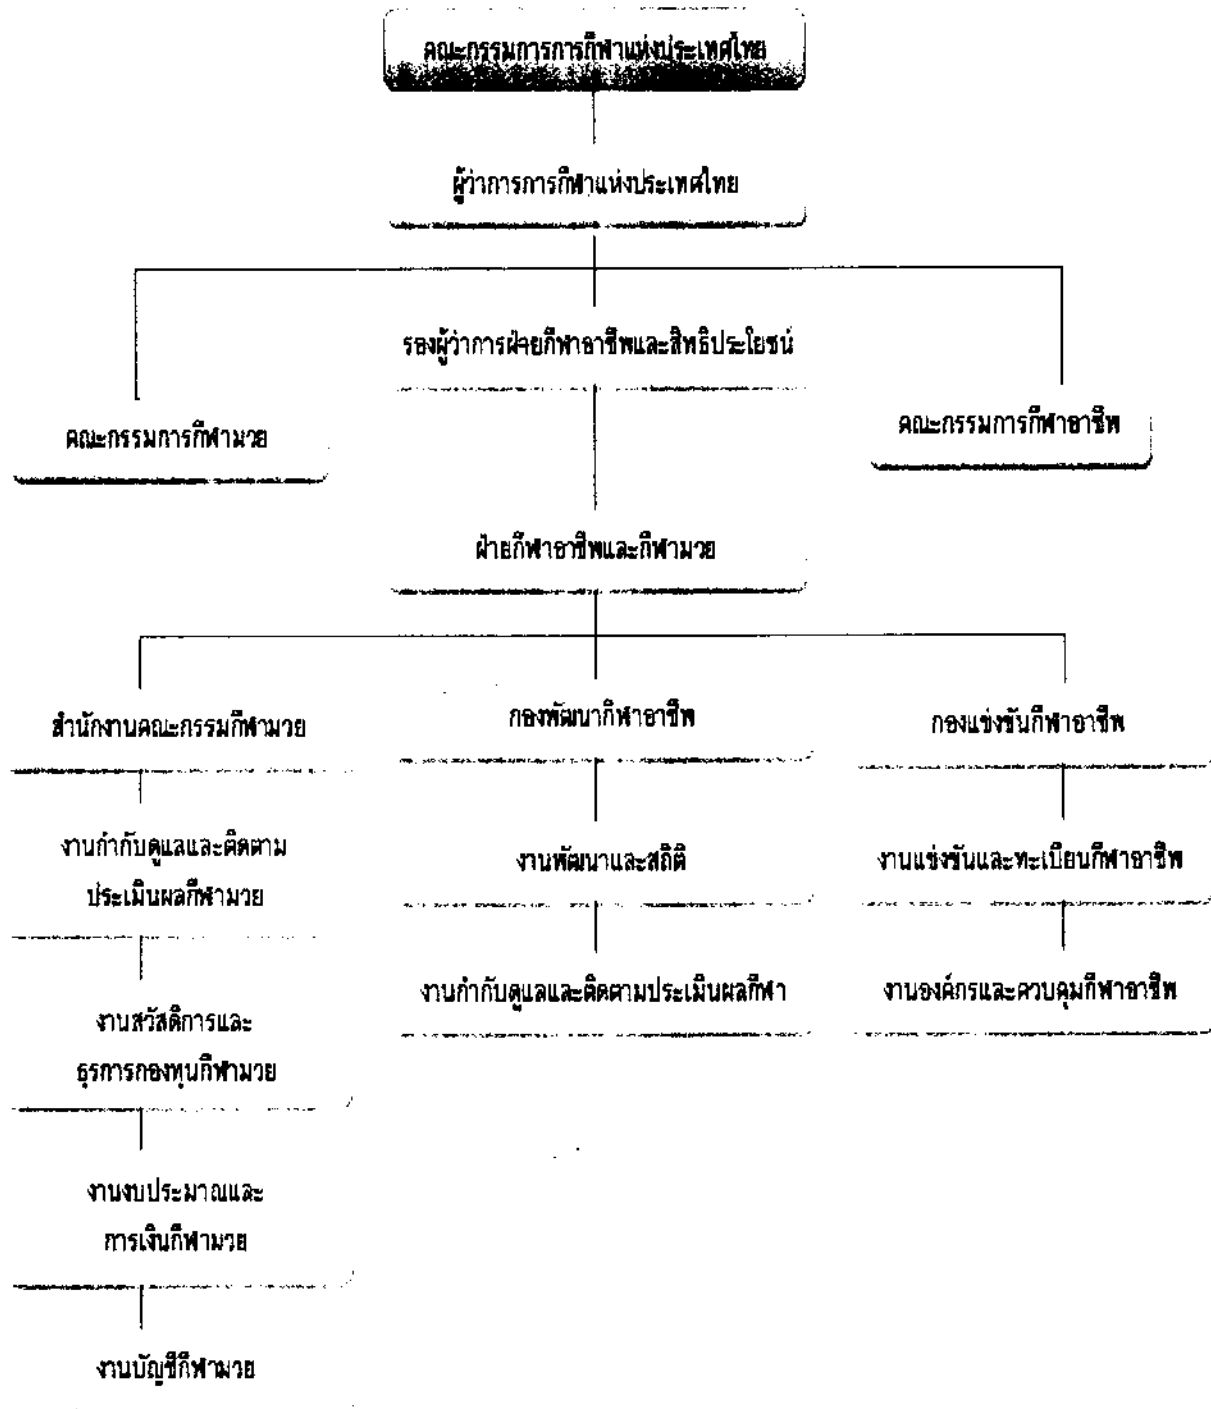 คณะกรรมการการกีฬาแห่งประเทศไทย
ผู้ว่าการการกีฬาแห่งประเทศไทย
รองผู้ว่าการฝ่ายกีฬาอาชีพและสิทธิประโยชน์
คณะกรรมการกีฬามวย
คณะกรรมการกีฬาอาชีพ
ฝ่ายกีฬาอาชีพและกีฬามวย
สำนักงานคณะกรรมกีฬามวย
กองพัฒนากีฬาอาชีพ
กองแข่งขันกีฬาอาชีพ
งานกำกับดูแลและติดตาม
ประเมินผลกีฬามวย
งานพัฒนาและสถิติ
งานแข่งขันและทะเบียนกีฬาอาชีพ
งานสวัสดิการและ
ธุรการกองทุนกีฬามวย
งานกำกับดูแลและติดตามประเมินผลกีฬา
งานองค์กรและควบคุมกีฬาอาชีพ
งานงบประมาณและ
การเงินกีฬามวย
งานบัญชีกีฬามวย